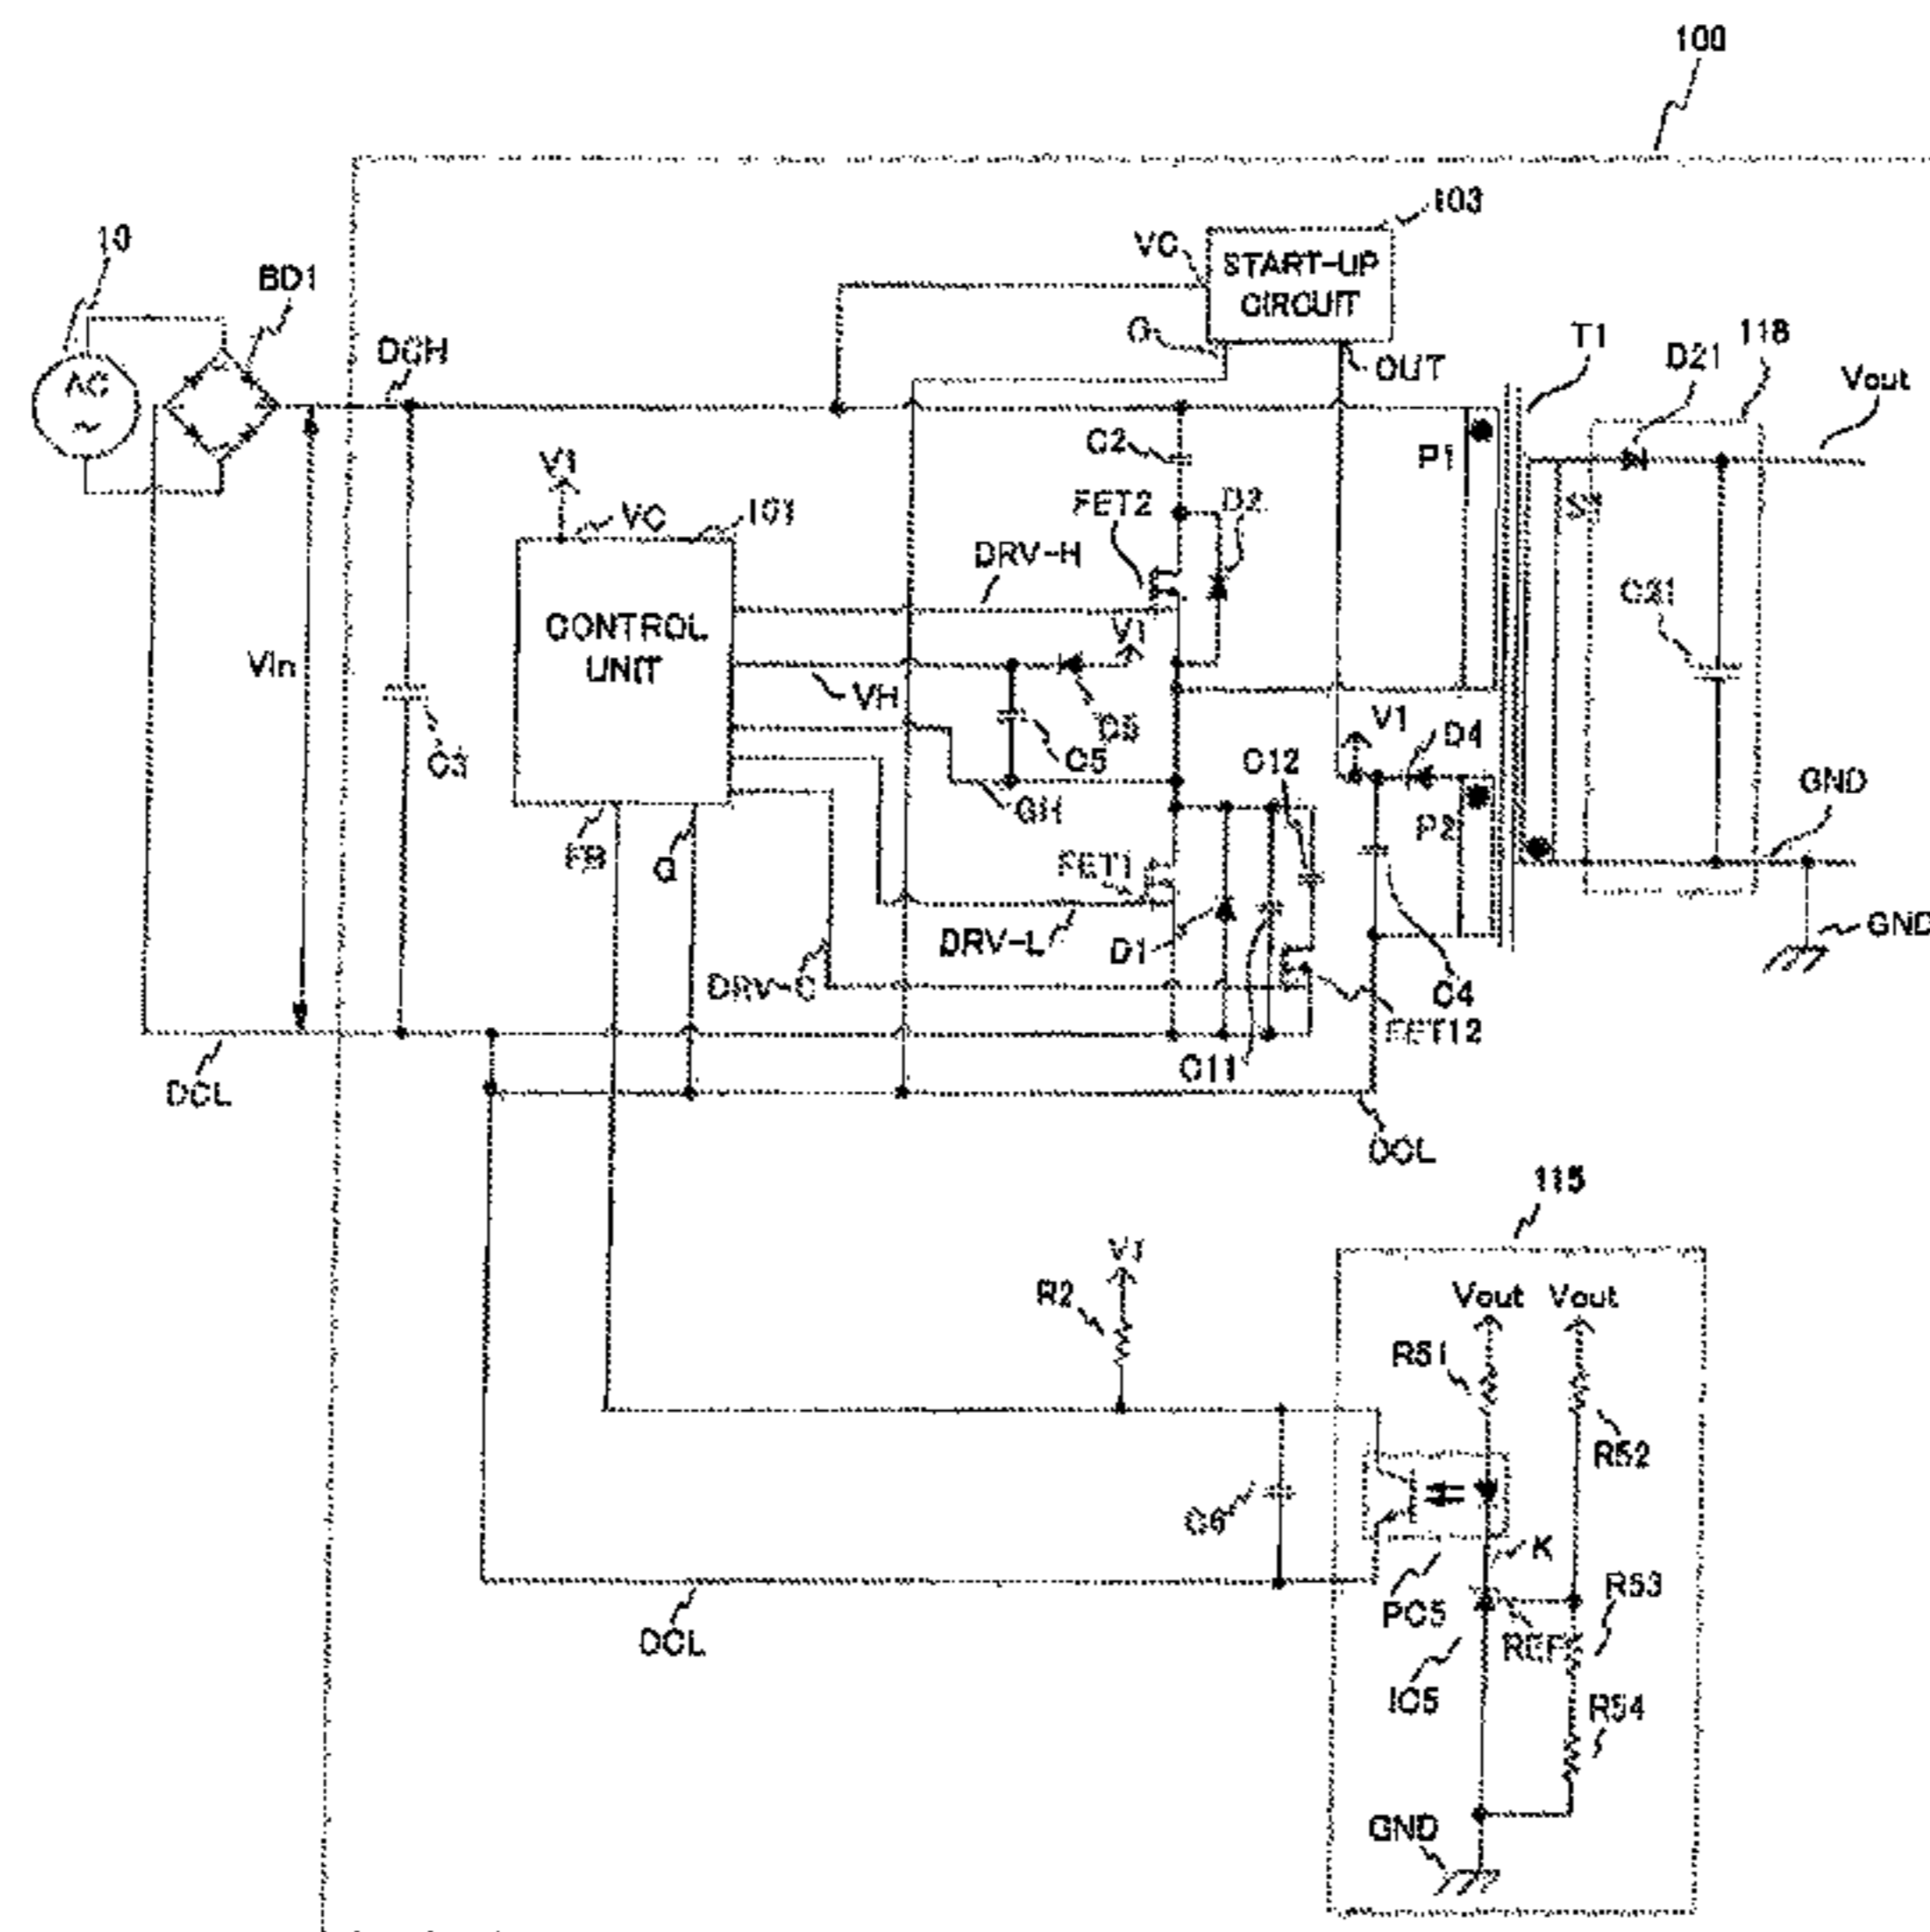 100
103
VC
START-UP
CIRCUIT
G
OUT
10
BD1
AC
~
DCH
T1
D21
118
Vout
C2
P1
S1
V1
VC
101
FET2
D2
DRV-H
CONTROL
UNIT
V1
C21
Vin
VH
C3
C5
V1
D4
C12
GH
GND
P2
FB
G
FET1
DRV-L
D1
GND
DRV-C
C4
FET12
C11
DCL
DCL
115
V1
R2
Vout Vout
R51
R52
C6
K
PC5
R53
REF
DCL
IC5
R54
GND